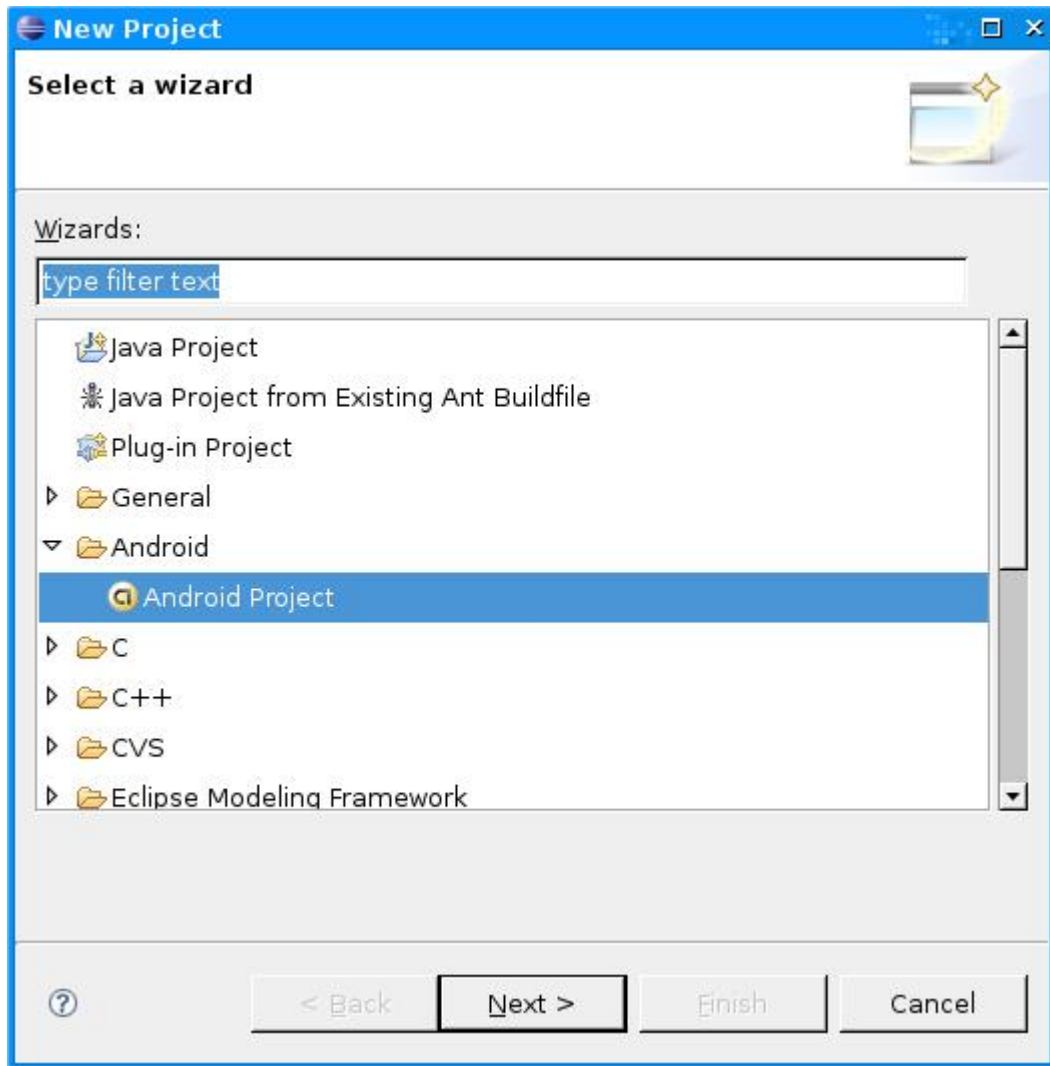 New Project
Select a wizard
Wizards:
type filter text
Java Project
Java Project from Existing Ant Buildfile
Plug-in Project
General
Android
Android Project
C
C++
CVS
Eclipse Modeling Framework
< Back Next > Finish Cancel